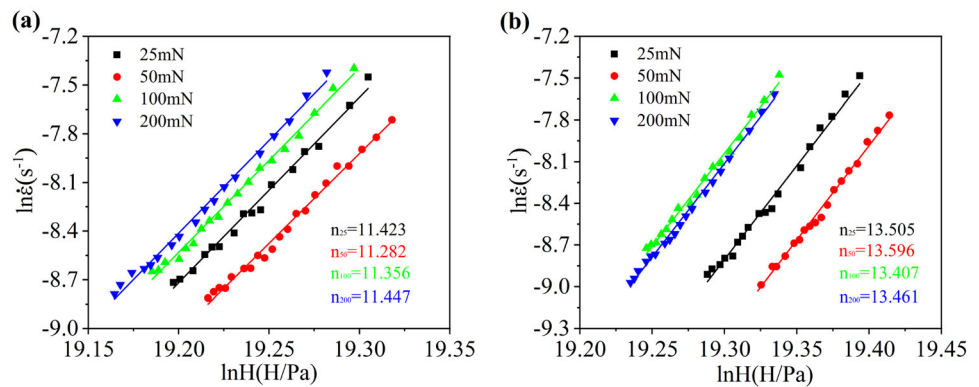 (a)
-7.2
-7.5
-7.8
-8.1
-8.4
-8.7
-9.0
lnε̇(s⁻¹)
25mN
50mN
100mN
200mN
n₂₅=11.423
n₅₀=11.282
n₁₀₀=11.356
n₂₀₀=11.447
19.15 19.20 19.25 19.30 19.35
lnH(H/Pa)
(b)
-7.2
-7.5
-7.8
-8.1
-8.4
-8.7
-9.0
-9.3
lnε̇(s⁻¹)
25mN
50mN
100mN
200mN
n₂₅=13.505
n₅₀=13.596
n₁₀₀=13.407
n₂₀₀=13.461
19.20 19.25 19.30 19.35 19.40 19.45
lnH(H/Pa)